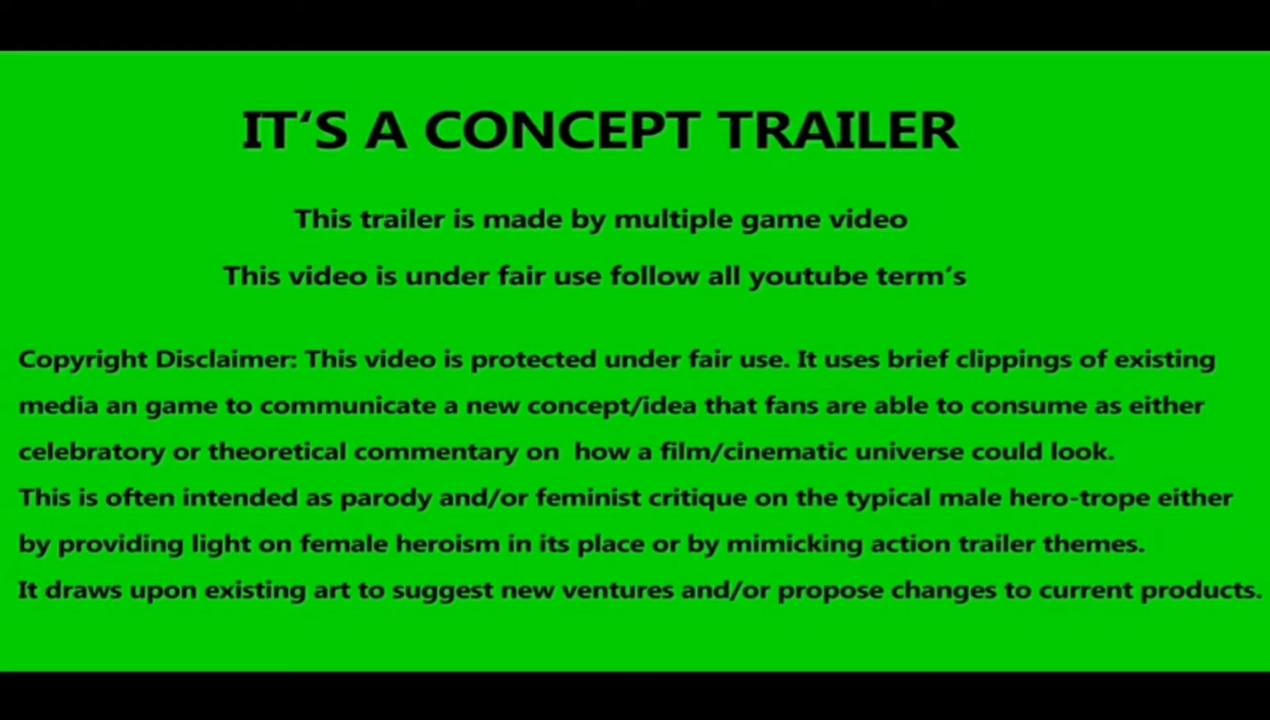 IT‘S A CONCEPT TRAILER
This trailer is made by multiple game video
This video is under fair use follow all youtube term’s
Copyright Disclaimer: This video is protected under fair use. It uses brief clippings of existing
media an game to communicate a new concept/idea that fans are able to consume as either
celebratory or theoretical commentary on how a film/cinematic universe could look.
This is often intended as parody and/or feminist critique on the typical male hero-trope either
by providing light on female heroism in its place or by mimicking action trailer themes.
It draws upon existing art to suggest new ventures and/or propose changes to current products.